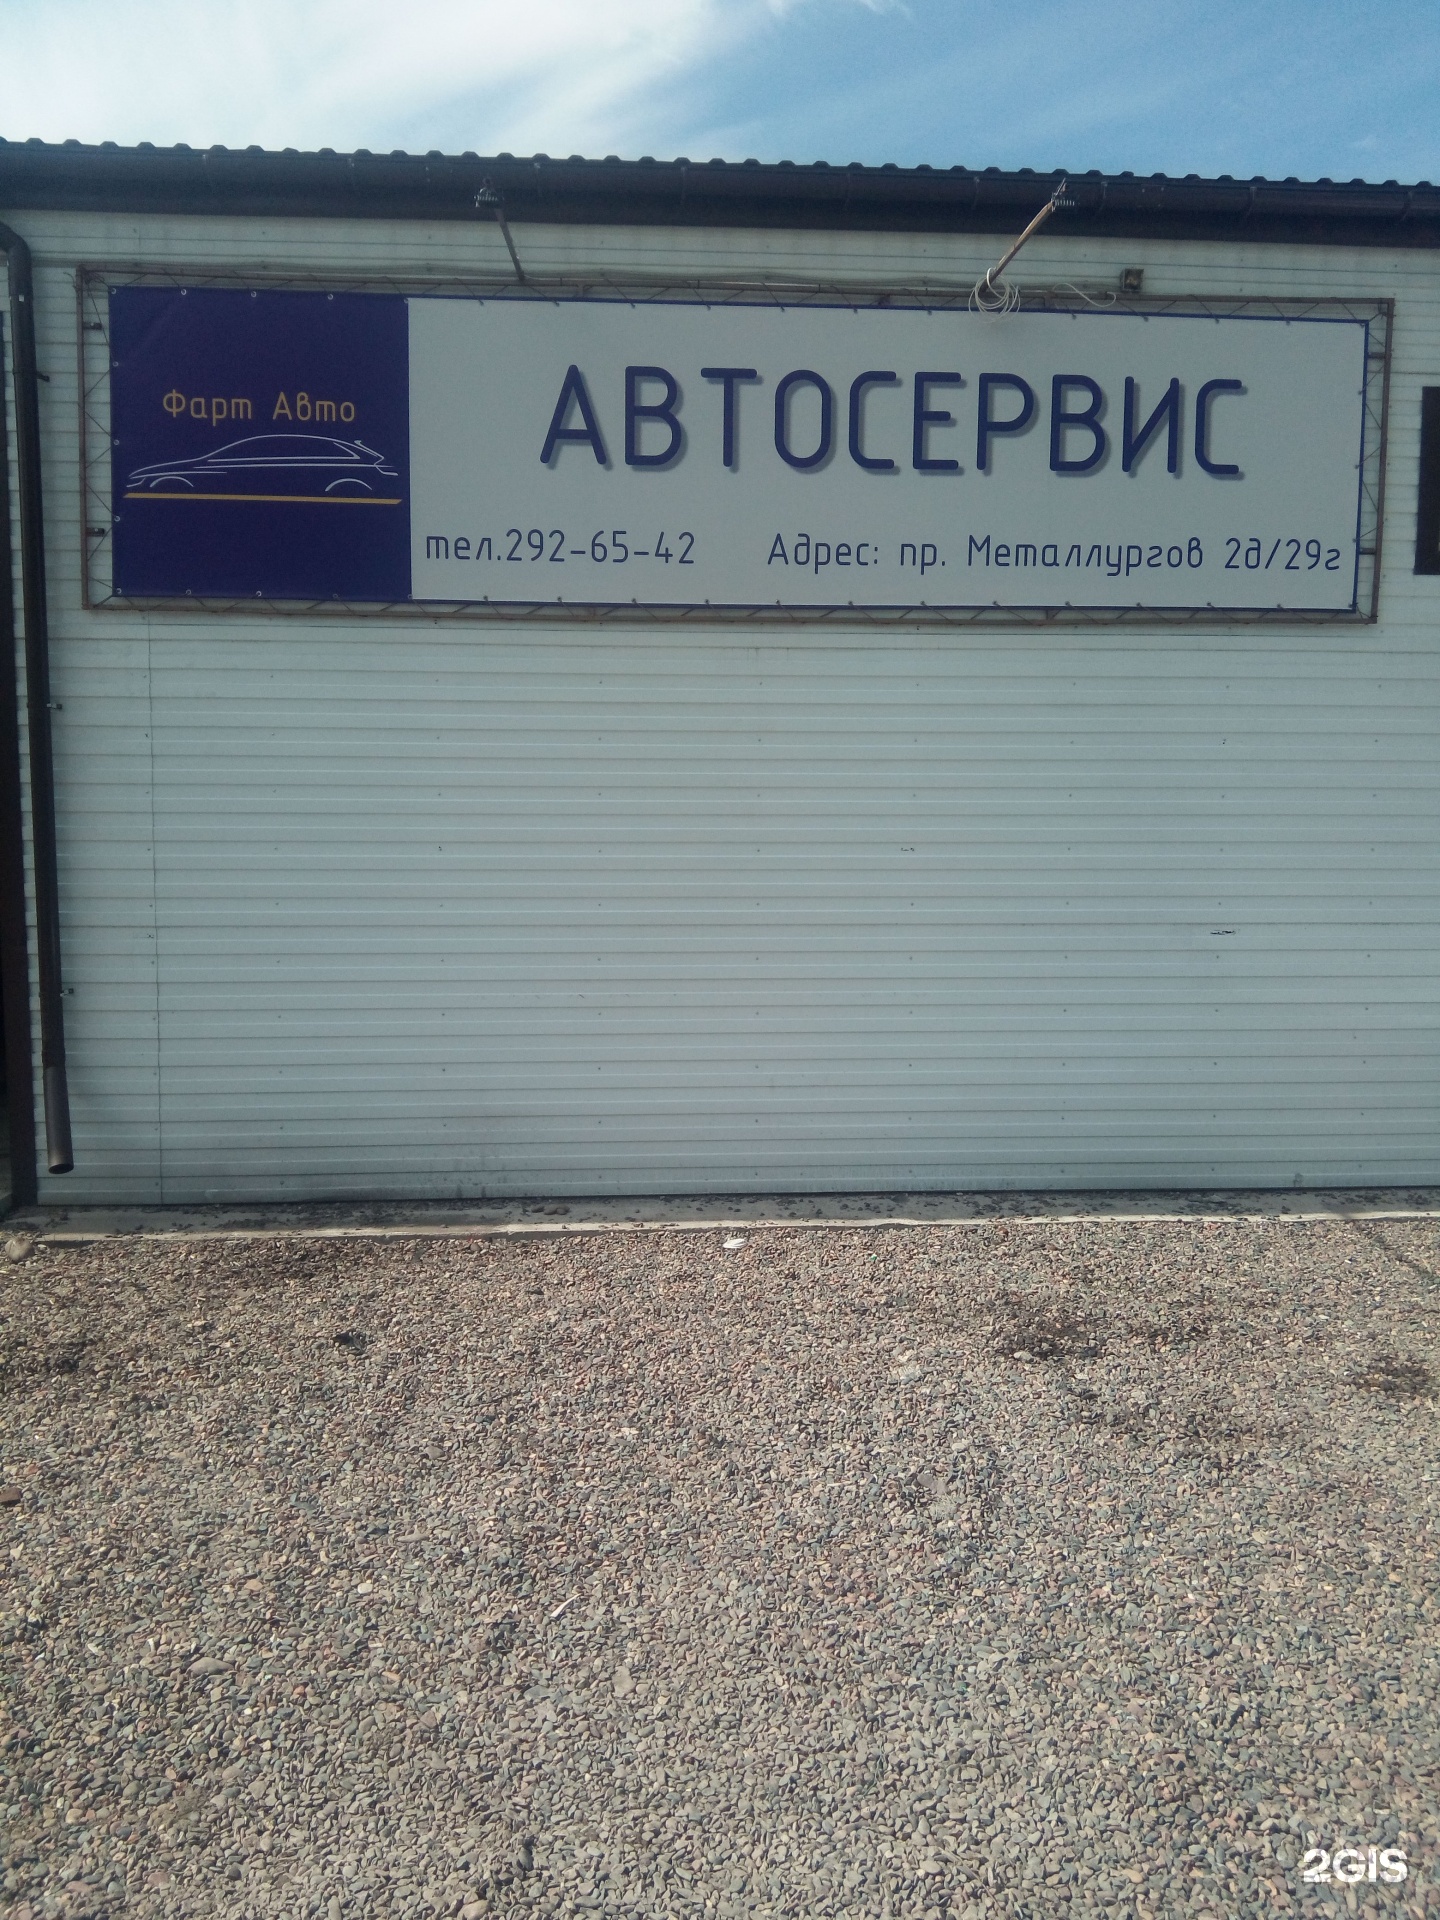 Фарт Авто
АВТОСЕРВИС
тел.292-65-42 Адрес: пр. Металлургов 2д/29г
2GIS